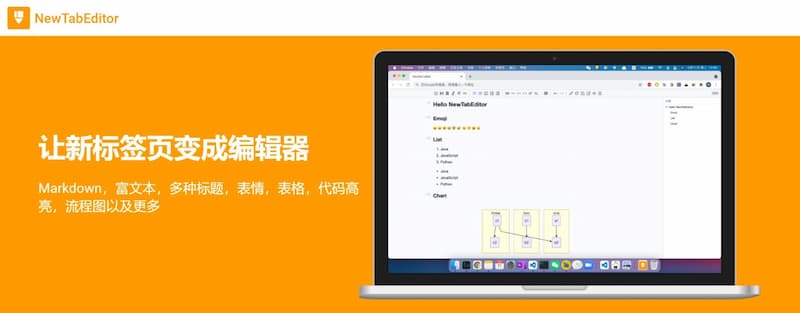 NewTabEditor
让新标签页变成编辑器
Markdown，富文本，多种标题，表情，表格，代码高
亮，流程图以及更多
Hello NewTabEditor
Emoji
List
1. Java
2. JavaScript
3. Python
• Java
• JavaScript
• Python
Chart